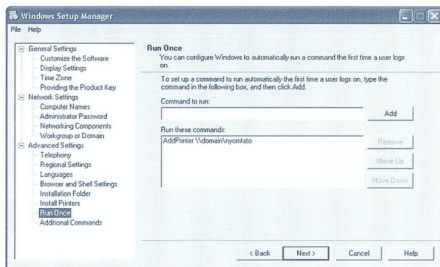 Windows Setup Manager
File Help
General Settings
Customize the Software
Display Settings
Time Zone
Providing the Product Key
Network Settings
Computer Names
Administrator Password
Networking Components
Workgroup or Domain
Advanced Settings
Telephony
Regional Settings
Languages
Browser and Shell Settings
Installation Folder
Install Printers
Run Once
Additional Commands
Run Once
You can configure Windows to automatically run a command the first time a user logs
on.
To set up a command to run automatically the first time a user logs on, type the
command in the following box, and then click Add.
Command to run:
Add
Run these commands:
AddPrinter \\domain\nyomtato
Remove
Move Up
Move Down
< Back Next > Cancel Help